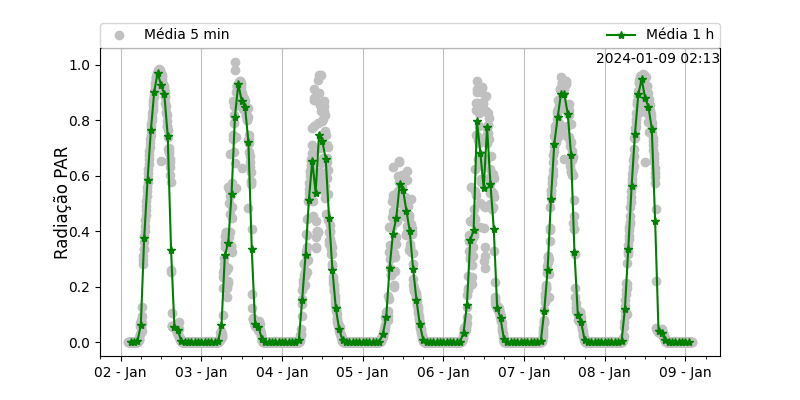 Média 5 min
Média 1 h
2024-01-09 02:13
Radiação PAR
1.0
0.8
0.6
0.4
0.2
0.0
02 - Jan
03 - Jan
04 - Jan
05 - Jan
06 - Jan
07 - Jan
08 - Jan
09 - Jan